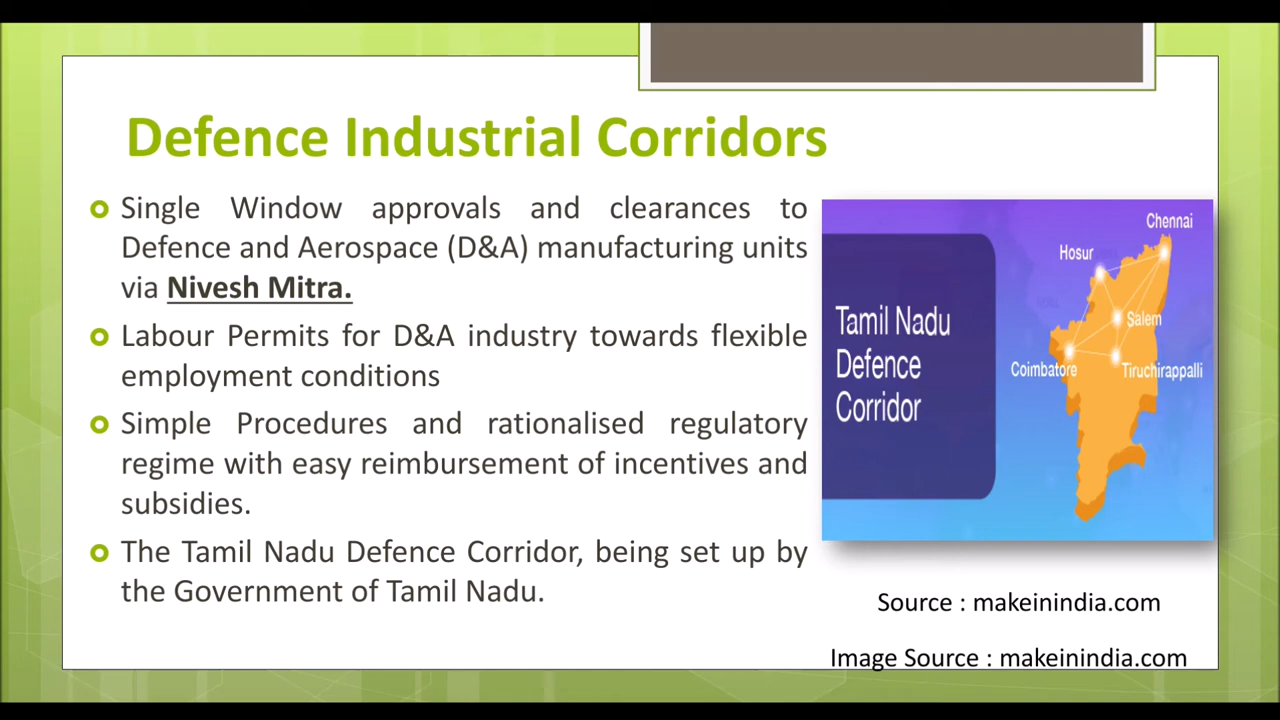 Defence Industrial Corridors
Single Window approvals and clearances to
Defence and Aerospace (D&A) manufacturing units
via Nivesh Mitra.
Labour Permits for D&A industry towards flexible
employment conditions
Simple Procedures and rationalised regulatory
regime with easy reimbursement of incentives and
subsidies.
The Tamil Nadu Defence Corridor, being set up by
the Government of Tamil Nadu.
Tamil Nadu
Defence
Corridor
Chennai
Hosur
Salem
Coimbatore
Tiruchirappalli
Source : makeinindia.com
Image Source : makeinindia.com